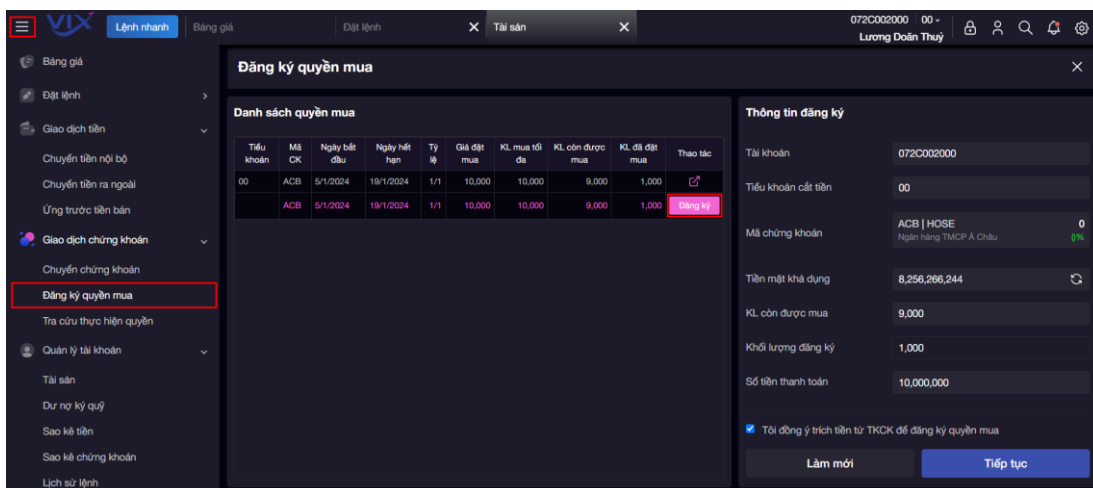 VIX
Lệnh nhanh
Bảng giá
Đặt lệnh
Tài sản
072C002000 00
Lương Doãn Thuý
Bảng giá
Đặt lệnh
Giao dịch tiền
Chuyển tiền nội bộ
Chuyển tiền ra ngoài
Ứng trước tiền bán
Giao dịch chứng khoán
Chuyển chứng khoán
Đăng ký quyền mua
Tra cứu thực hiện quyền
Quản lý tài khoản
Tài sản
Dư nợ ký quỹ
Sao kê tiền
Sao kê chứng khoán
Lịch sử lệnh
Đăng ký quyền mua
Danh sách quyền mua
Tiểu khoản Mã CK Ngày bắt đầu Ngày hết hạn Tỷ lệ Giá đặt mua KL mua tối đa KL còn được mua KL đã đặt mua Thao tác
00 ACB 5/1/2024 19/1/2024 1/1 10,000 10,000 9,000 1,000
ACB 5/1/2024 19/1/2024 1/1 10,000 10,000 9,000 1,000 Đăng ký
Thông tin đăng ký
Tài khoản 072C002000
Tiểu khoản cắt tiền 00
Mã chứng khoán ACB | HOSE 0
Ngân hàng TMCP Á Châu 0%
Tiền mặt khả dụng 8,256,266,244
KL còn được mua 9,000
Khối lượng đăng ký 1,000
Số tiền thanh toán 10,000,000
Tôi đồng ý trích tiền từ TKCK để đăng ký quyền mua
Làm mới Tiếp tục